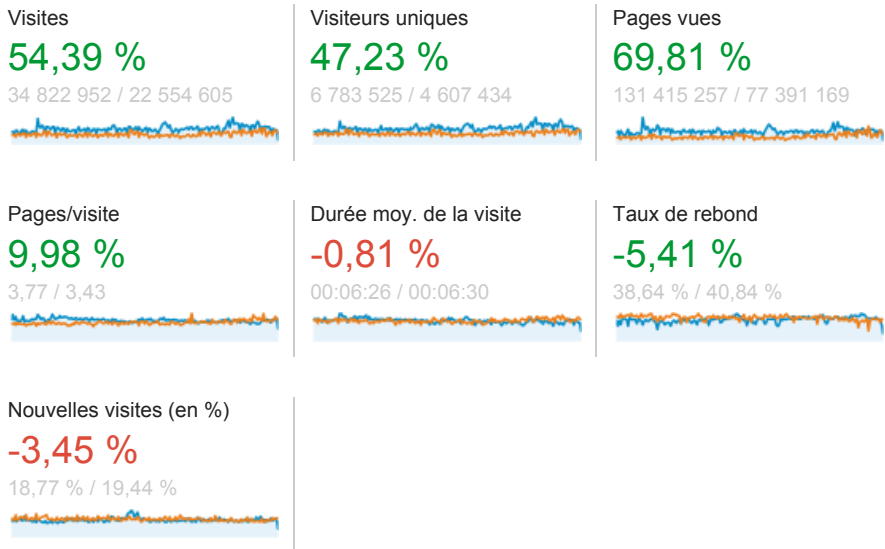 Visites
54,39 %
34 822 952 / 22 554 605
Visiteurs uniques
47,23 %
6 783 525 / 4 607 434
Pages vues
69,81 %
131 415 257 / 77 391 169
Pages/visite
9,98 %
3,77 / 3,43
Durée moy. de la visite
-0,81 %
00:06:26 / 00:06:30
Taux de rebond
-5,41 %
38,64 % / 40,84 %
Nouvelles visites (en %)
-3,45 %
18,77 % / 19,44 %